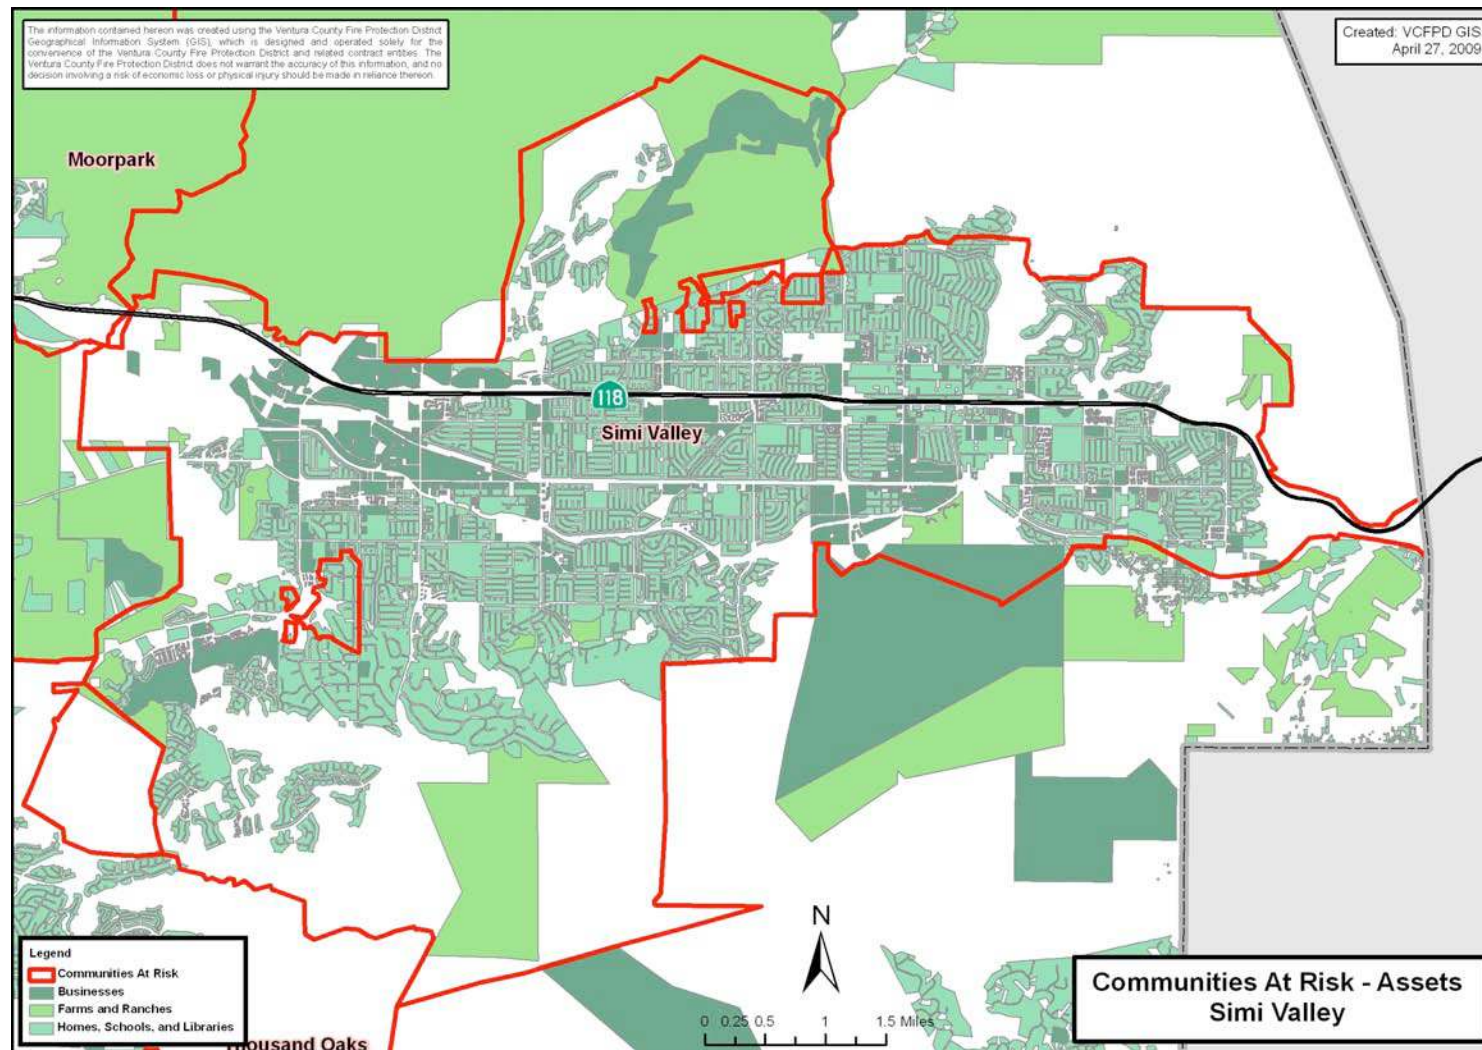 The information contained hereon was created using the Ventura County Fire Protection District
Geographical Information System (GIS), which is designed and operated solely for the
convenience of the Ventura County Fire Protection District and related contract entities. The
Ventura County Fire Protection District does not warrant the accuracy of this information, and no
decision involving a risk of economic loss or physical injury should be made in reliance thereon.
Created: VCFPD GIS
April 27, 2009
Moorpark
118
Simi Valley
N
0 0.25 0.5 1 1.5 Miles
Legend
Communities At Risk
Businesses
Farms and Ranches
Homes, Schools, and Libraries
Thousand Oaks
Communities At Risk - Assets
Simi Valley